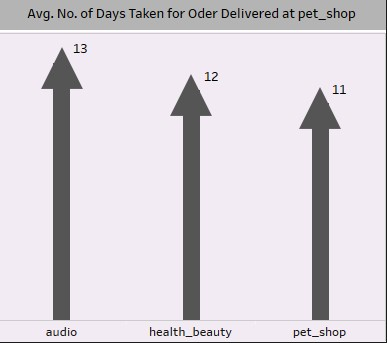 Avg. No. of Days Taken for Oder Delivered at pet_shop
13
12
11
audio
health_beauty
pet_shop